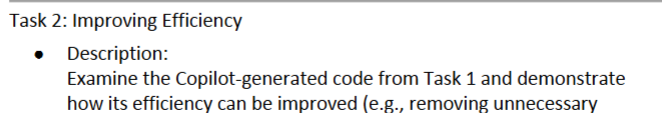 Task 2: Improving Efficiency
● Description:
Examine the Copilot-generated code from Task 1 and demonstrate
how its efficiency can be improved (e.g., removing unnecessary